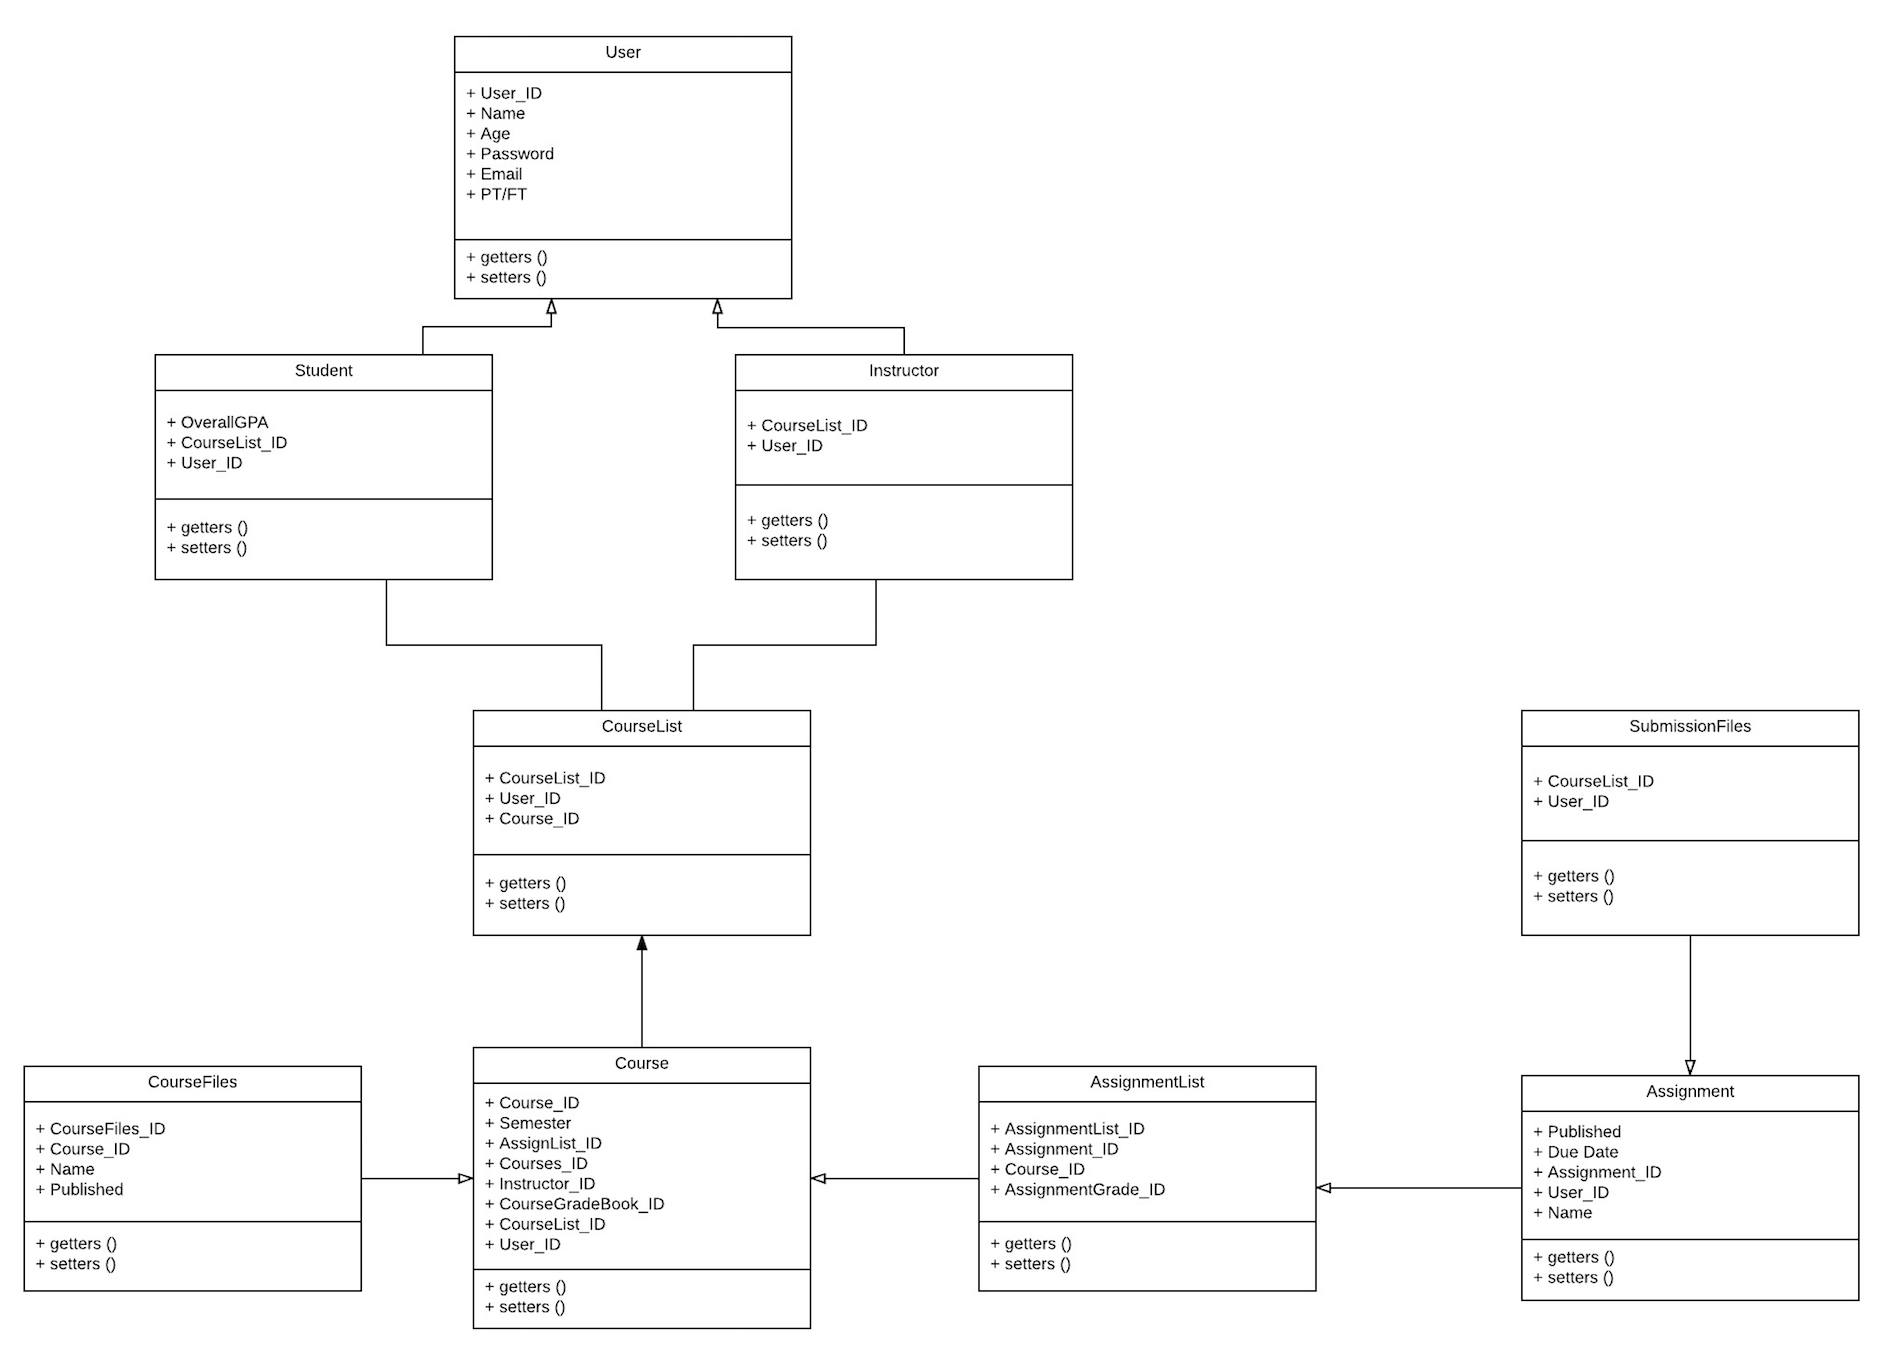 User
+ User_ID
+ Name
+ Age
+ Password
+ Email
+ PT/FT
+ getters ()
+ setters ()
Student
+ OverallGPA
+ CourseList_ID
+ User_ID
+ getters ()
+ setters ()
Instructor
+ CourseList_ID
+ User_ID
+ getters ()
+ setters ()
CourseList
+ CourseList_ID
+ User_ID
+ Course_ID
+ getters ()
+ setters ()
SubmissionFiles
+ CourseList_ID
+ User_ID
+ getters ()
+ setters ()
CourseFiles
+ CourseFiles_ID
+ Course_ID
+ Name
+ Published
+ getters ()
+ setters ()
Course
+ Course_ID
+ Semester
+ AssignList_ID
+ Courses_ID
+ Instructor_ID
+ CourseGradeBook_ID
+ CourseList_ID
+ User_ID
+ getters ()
+ setters ()
AssignmentList
+ AssignmentList_ID
+ Assignment_ID
+ Course_ID
+ AssignmentGrade_ID
+ getters ()
+ setters ()
Assignment
+ Published
+ Due Date
+ Assignment_ID
+ User_ID
+ Name
+ getters ()
+ setters ()